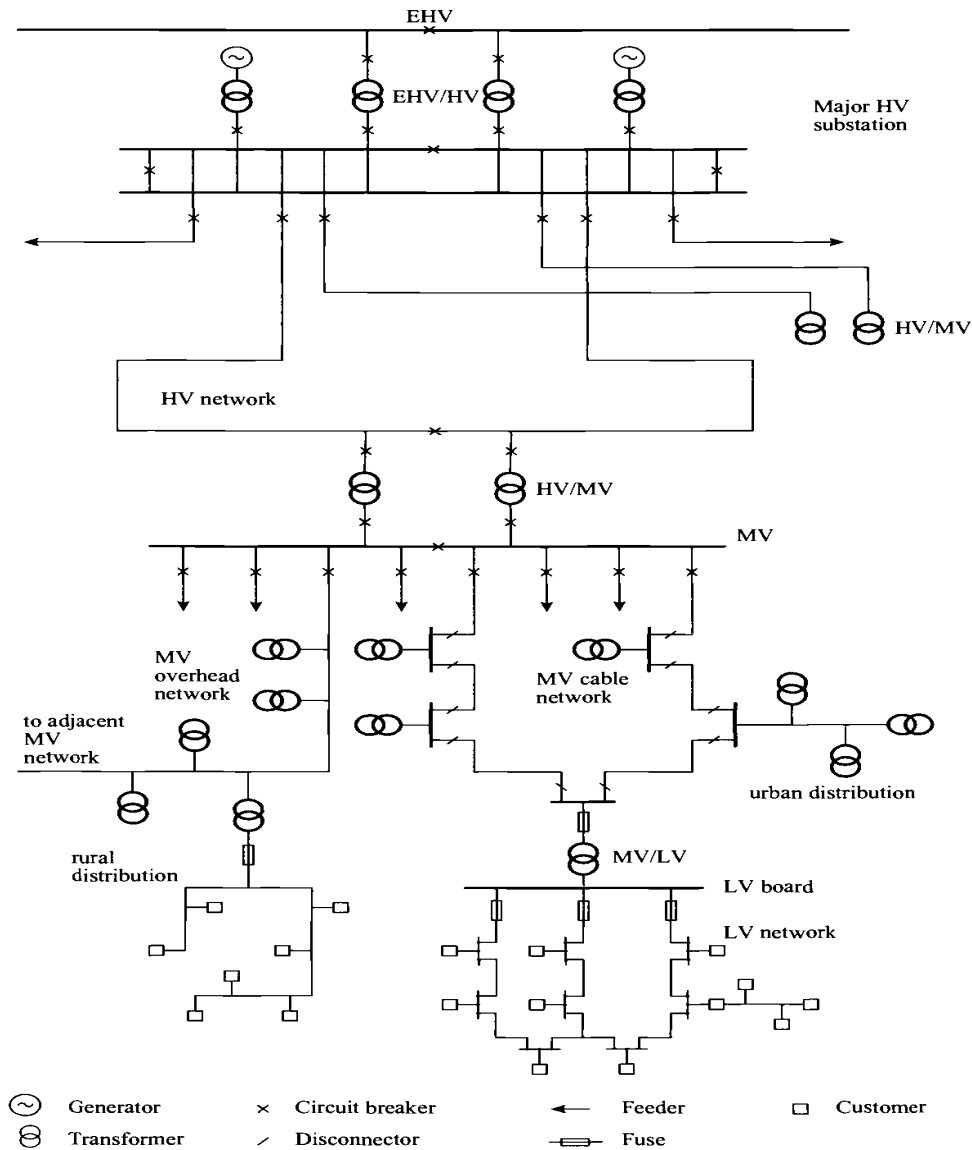 EHV
EHV/HV
Major HV
substation
HV/MV
HV network
HV/MV
MV
MV
overhead
network
MV cable
network
to adjacent
MV
network
urban distribution
rural
distribution
MV/LV
LV board
LV network
Generator
Circuit breaker
Feeder
Customer
Transformer
Disconnector
Fuse